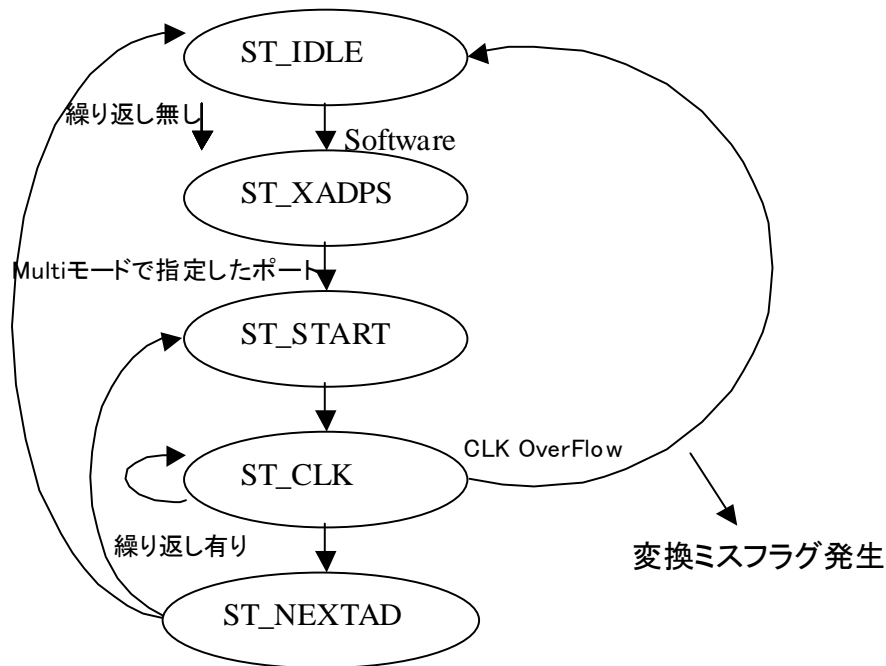 ST_IDLE
繰り返し無し
Software
ST_XADPS
Multiモードで指定したポート
ST_START
CLK OverFlow
ST_CLK
繰り返し有り
変換ミスフラグ発生
ST_NEXTAD